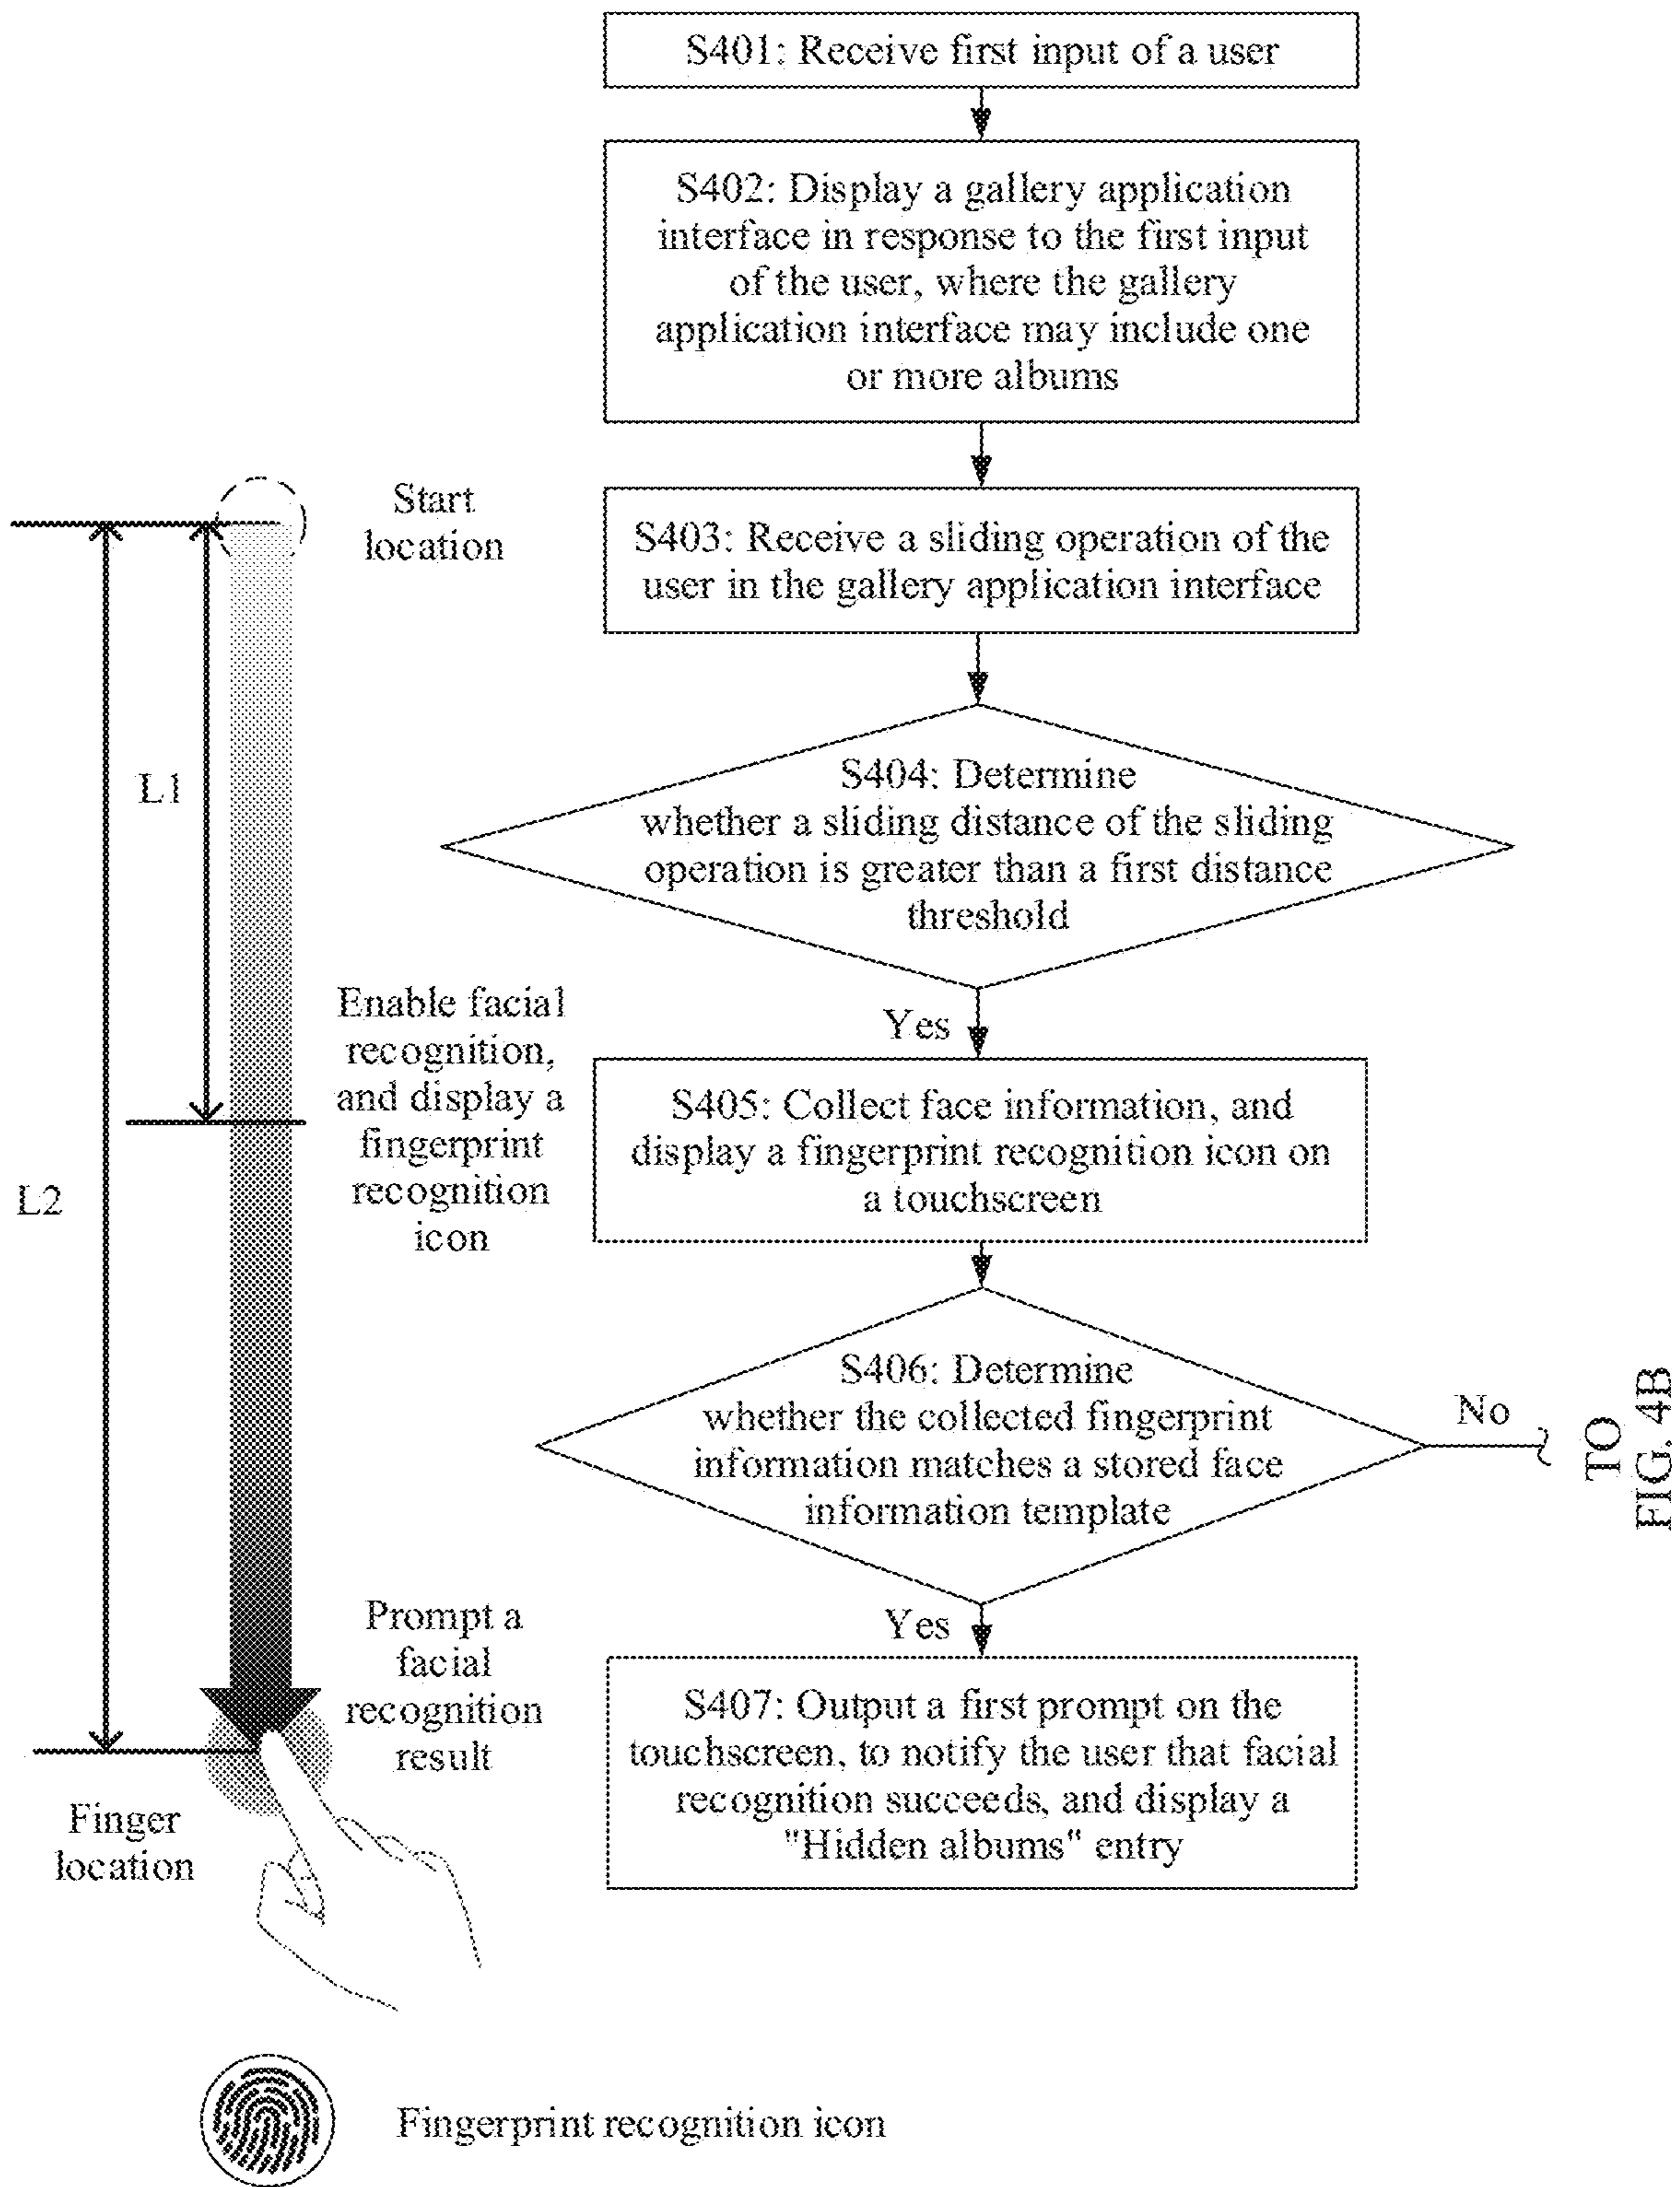 S401: Receive first input of a user
S402: Display a gallery application
interface in response to the first input
of the user, where the gallery
application interface may include one
or more albums
Start
location
S403: Receive a sliding operation of the
user in the gallery application interface
L1
S404: Determine
whether a sliding distance of the sliding
operation is greater than a first distance
threshold
Yes
Enable facial
recognition,
and display a
fingerprint
recognition
icon
L2
S405: Collect face information, and
display a fingerprint recognition icon on
a touchscreen
S406: Determine
whether the collected fingerprint
information matches a stored face
information template
No
TO
FIG. 4B
Yes
Prompt a
facial
recognition
result
S407: Output a first prompt on the
touchscreen, to notify the user that facial
recognition succeeds, and display a
"Hidden albums" entry
Finger
location
Fingerprint recognition icon